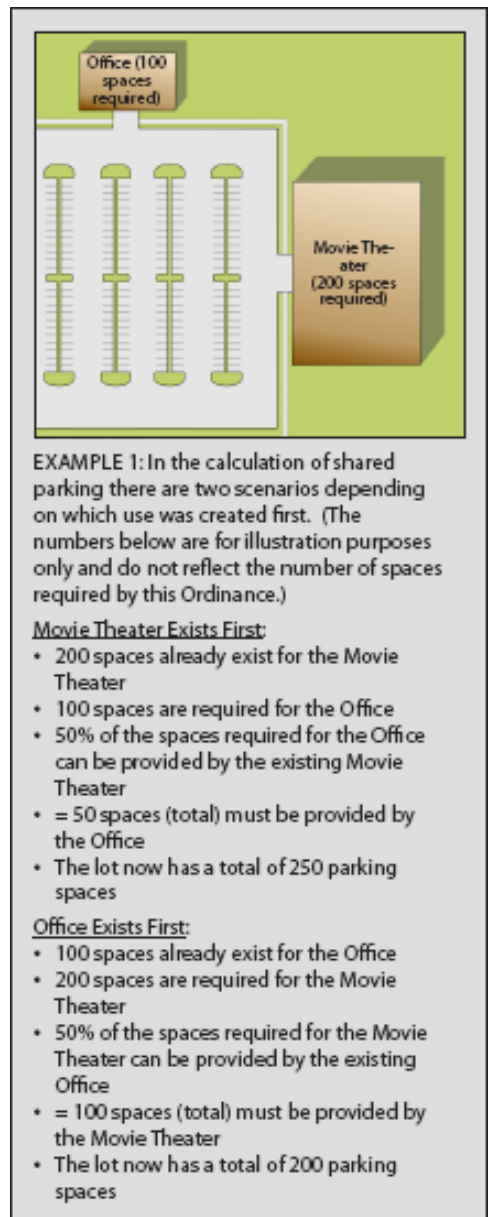 Office (100
spaces
required)
Movie The-
ater
(200 spaces
required)
EXAMPLE 1: In the calculation of shared
parking there are two scenarios depending
on which use was created first.  (The
numbers below are for illustration purposes
only and do not reflect the number of spaces
required by this Ordinance.)
Movie Theater Exists First:
• 200 spaces already exist for the Movie
Theater
• 100 spaces are required for the Office
• 50% of the spaces required for the Office
can be provided by the existing Movie
Theater
• = 50 spaces (total) must be provided by
the Office
• The lot now has a total of 250 parking
spaces
Office Exists First:
• 100 spaces already exist for the Office
• 200 spaces are required for the Movie
Theater
• 50% of the spaces required for the Movie
Theater can be provided by the existing
Office
• = 100 spaces (total) must be provided by
the Movie Theater
• The lot now has a total of 200 parking
spaces